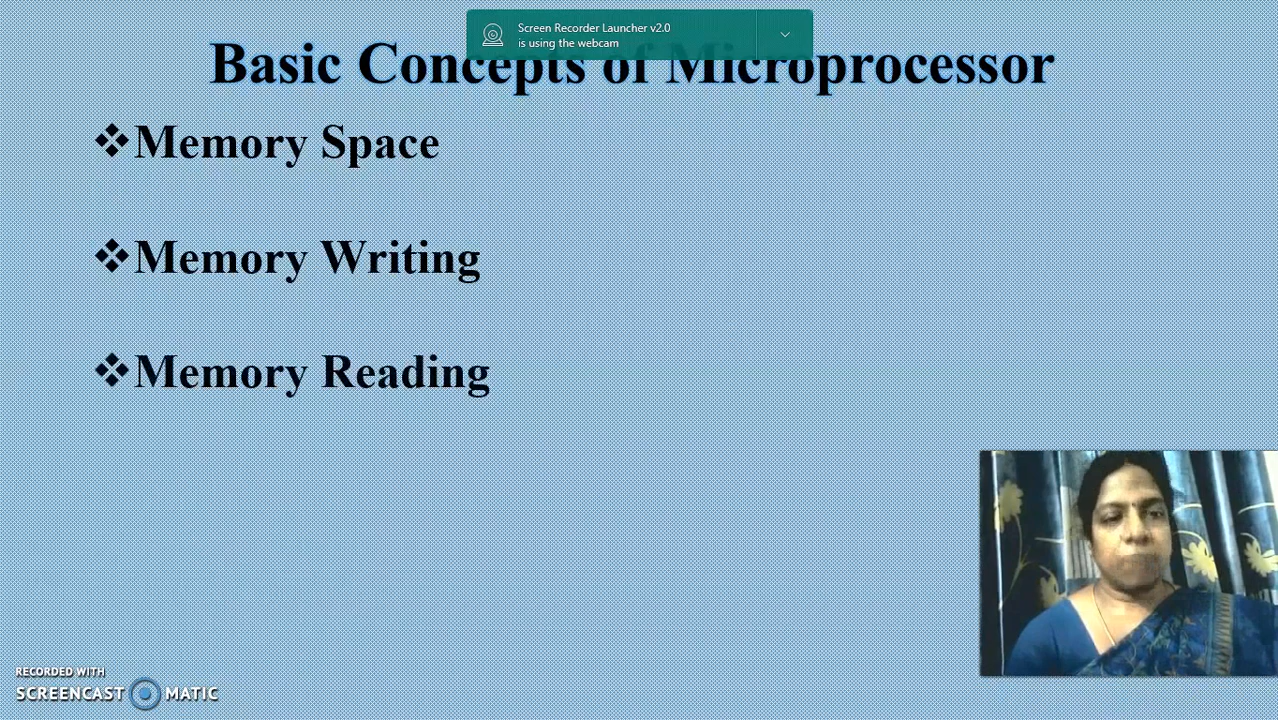 Screen Recorder Launcher v2.0
is using the webcam
Basic Concepts of Microprocessor
❖Memory Space
❖Memory Writing
❖Memory Reading
RECORDED WITH
SCREENCAST MATIC